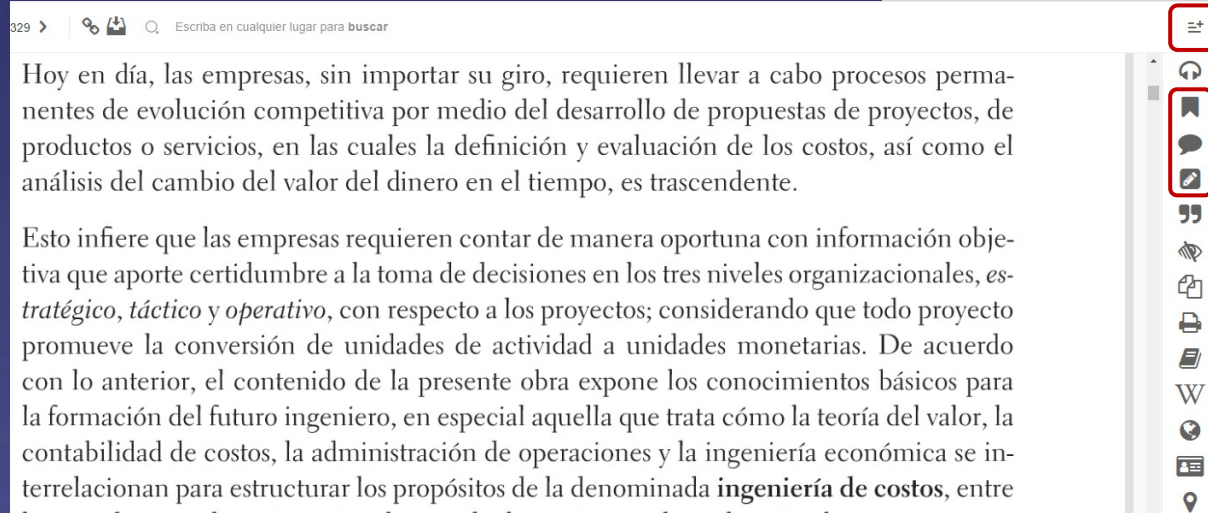 329
Escriba en cualquier lugar para buscar
Hoy en día, las empresas, sin importar su giro, requieren llevar a cabo procesos perma-
nentes de evolución competitiva por medio del desarrollo de propuestas de proyectos, de
productos o servicios, en las cuales la definición y evaluación de los costos, así como el
análisis del cambio del valor del dinero en el tiempo, es trascendente.
Esto infiere que las empresas requieren contar de manera oportuna con información obje-
tiva que aporte certidumbre a la toma de decisiones en los tres niveles organizacionales, es-
tratégico, táctico y operativo, con respecto a los proyectos; considerando que todo proyecto
promueve la conversión de unidades de actividad a unidades monetarias. De acuerdo
con lo anterior, el contenido de la presente obra expone los conocimientos básicos para
la formación del futuro ingeniero, en especial aquella que trata cómo la teoría del valor, la
contabilidad de costos, la administración de operaciones y la ingeniería económica se in-
terrelacionan para estructurar los propósitos de la denominada ingeniería de costos, entre
W